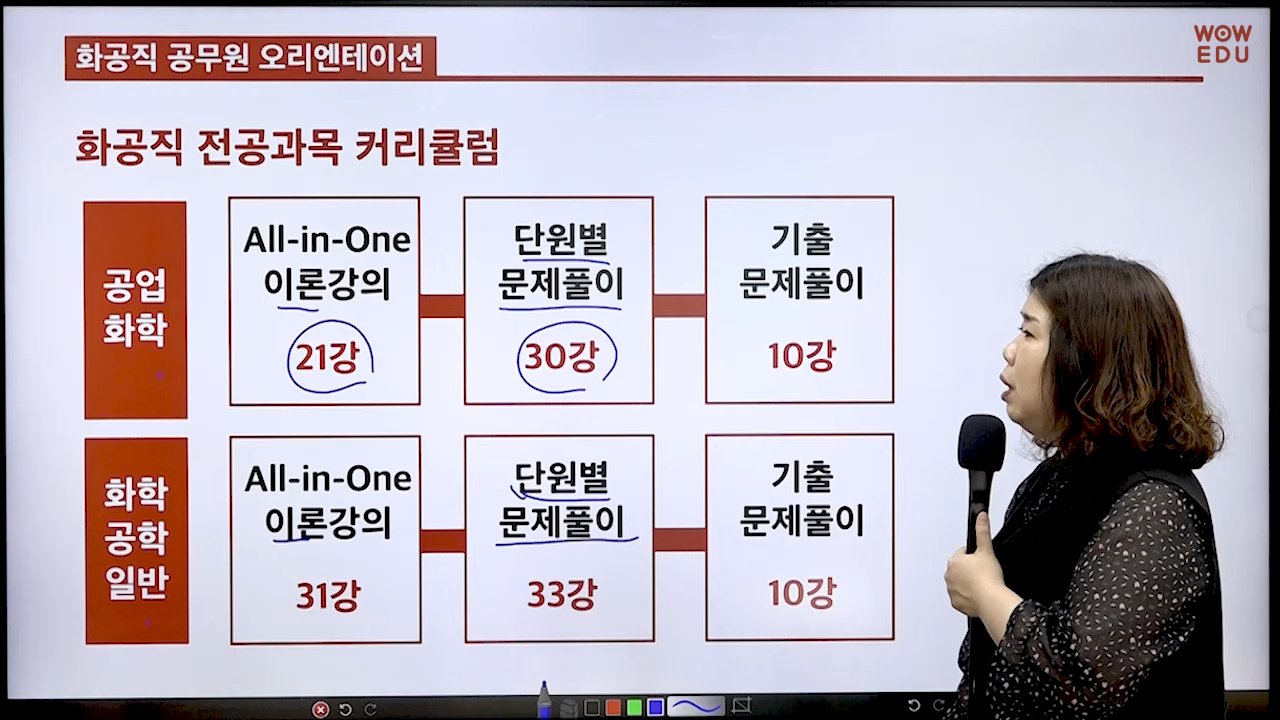 화공직 공무원 오리엔테이션
WOW
EDU
화공직 전공과목 커리큘럼
공업
화학
All-in-One
이론강의
21강
단원별
문제풀이
30강
기출
문제풀이
10강
화학
공학
일반
All-in-One
이론강의
31강
단원별
문제풀이
33강
기출
문제풀이
10강